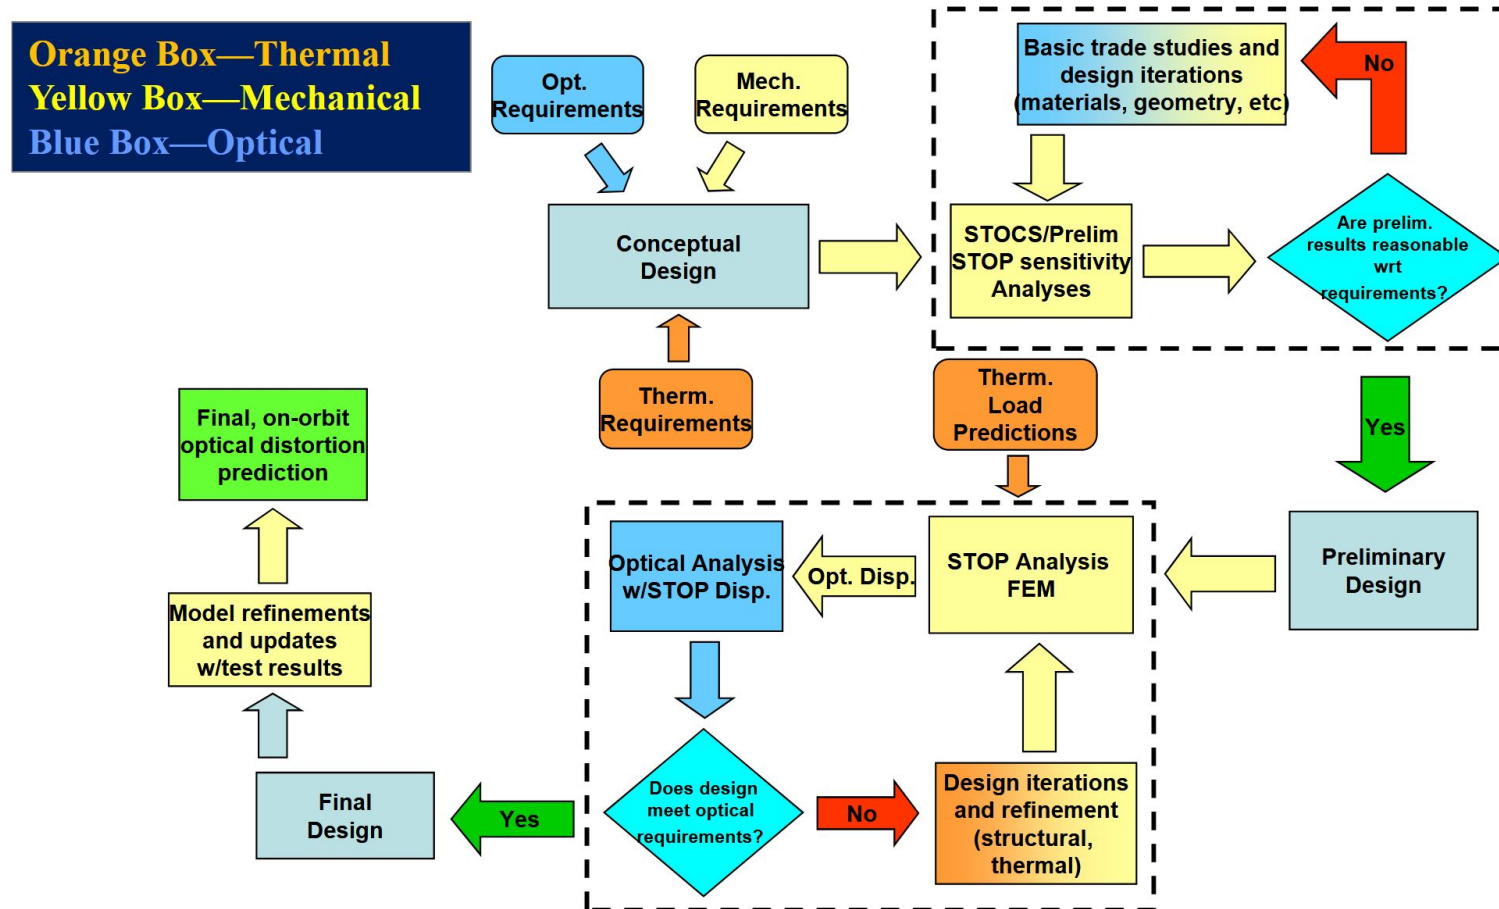 Orange Box—Thermal
Yellow Box—Mechanical
Blue Box—Optical
Opt.
Requirements
Mech.
Requirements
Basic trade studies and
design iterations
(materials, geometry, etc)
No
Conceptual
Design
STOCS/Prelim
STOP sensitivity
Analyses
Are prelim.
results reasonable
wrt
requirements?
Therm.
Requirements
Therm.
Load
Predictions
Yes
Final, on-orbit
optical distortion
prediction
Optical Analysis
w/STOP Disp.
Opt. Disp.
STOP Analysis
FEM
Preliminary
Design
Model refinements
and updates
w/test results
Final
Design
Yes
Does design
meet optical
requirements?
No
Design iterations
and refinement
(structural,
thermal)